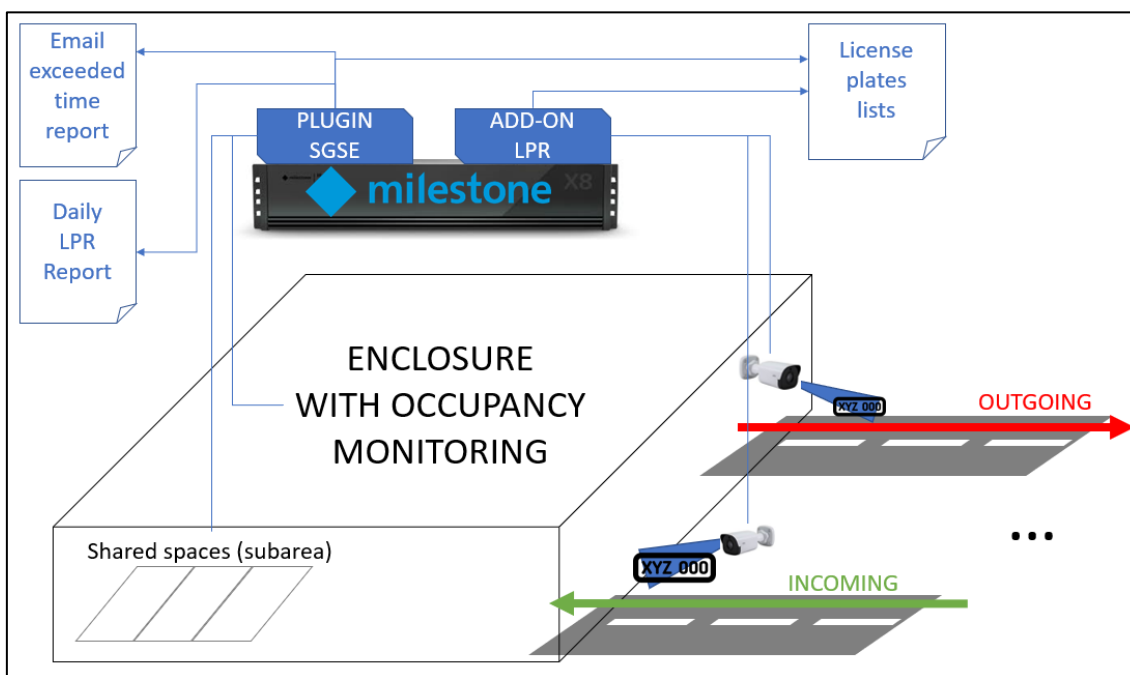 Email
exceeded
time
report
License
plates
lists
PLUGIN
SGSE
ADD-ON
LPR
milestone
X8
Daily
LPR
Report
ENCLOSURE
WITH OCCUPANCY
MONITORING
XYZ 000
OUTGOING
Shared spaces (subarea)
...
XYZ 000
INCOMING